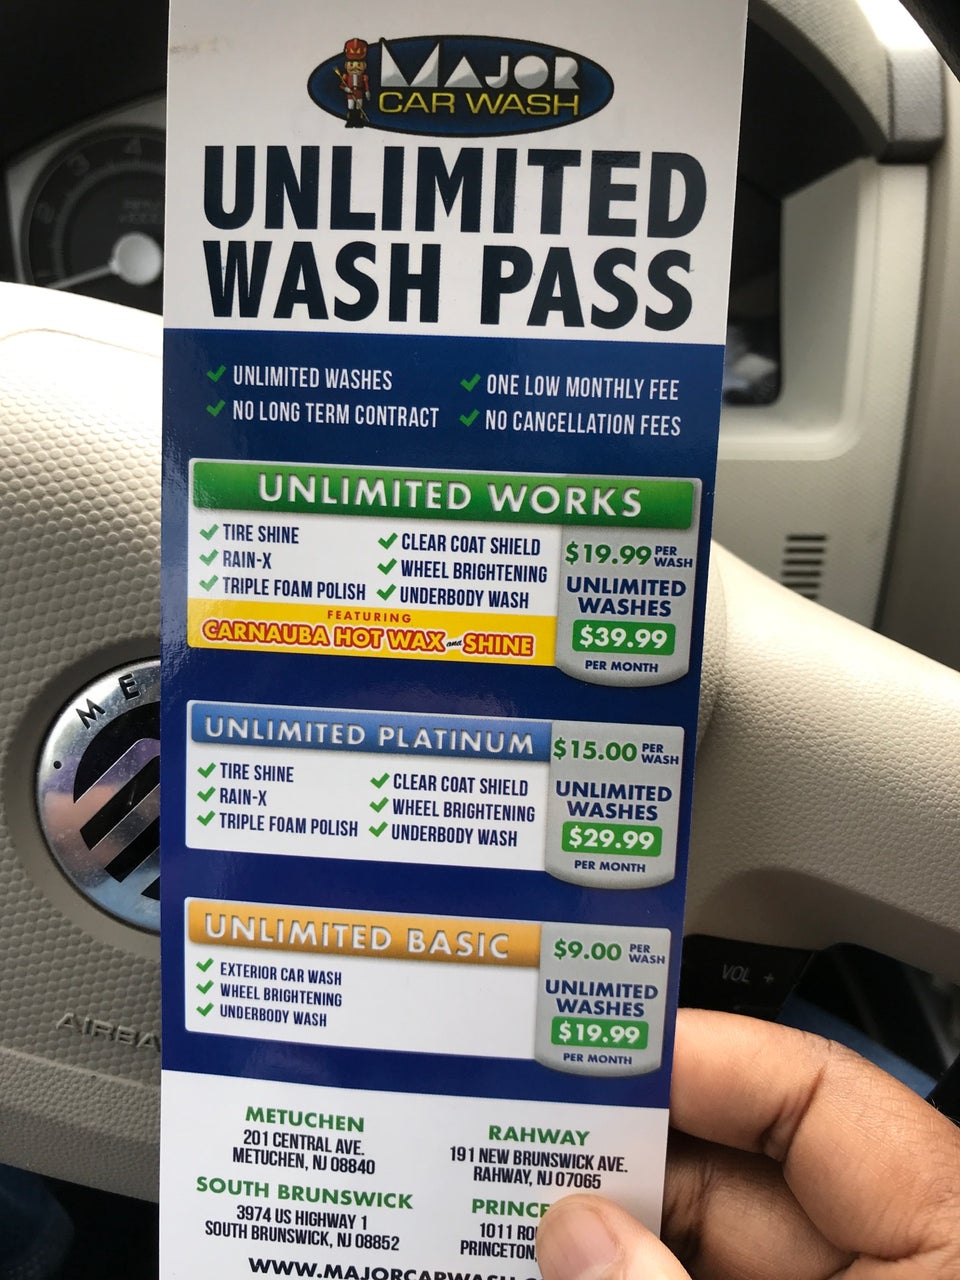 MAJOR
CAR WASH
UNLIMITED
WASH PASS
UNLIMITED WASHES
NO LONG TERM CONTRACT
ONE LOW MONTHLY FEE
NO CANCELLATION FEES
UNLIMITED WORKS
TIRE SHINE
RAIN-X
TRIPLE FOAM POLISH
CLEAR COAT SHIELD
WHEEL BRIGHTENING
UNDERBODY WASH
FEATURING
CARNAUBA HOT WAX and SHINE
$19.99 PER WASH
UNLIMITED
WASHES
$39.99
PER MONTH
UNLIMITED PLATINUM
TIRE SHINE
RAIN-X
TRIPLE FOAM POLISH
CLEAR COAT SHIELD
WHEEL BRIGHTENING
UNDERBODY WASH
$15.00 PER WASH
UNLIMITED
WASHES
$29.99
PER MONTH
UNLIMITED BASIC
EXTERIOR CAR WASH
WHEEL BRIGHTENING
UNDERBODY WASH
$9.00 PER WASH
UNLIMITED
WASHES
$19.99
PER MONTH
METUCHEN
201 CENTRAL AVE.
METUCHEN, NJ 08840
RAHWAY
191 NEW BRUNSWICK AVE.
RAHWAY, NJ 07065
SOUTH BRUNSWICK
3974 US HIGHWAY 1
SOUTH BRUNSWICK, NJ 08852
PRINCE
1011 RO
PRINCETON,
WWW.MAJORCARWASH.
ME
AIRBA
VOL +